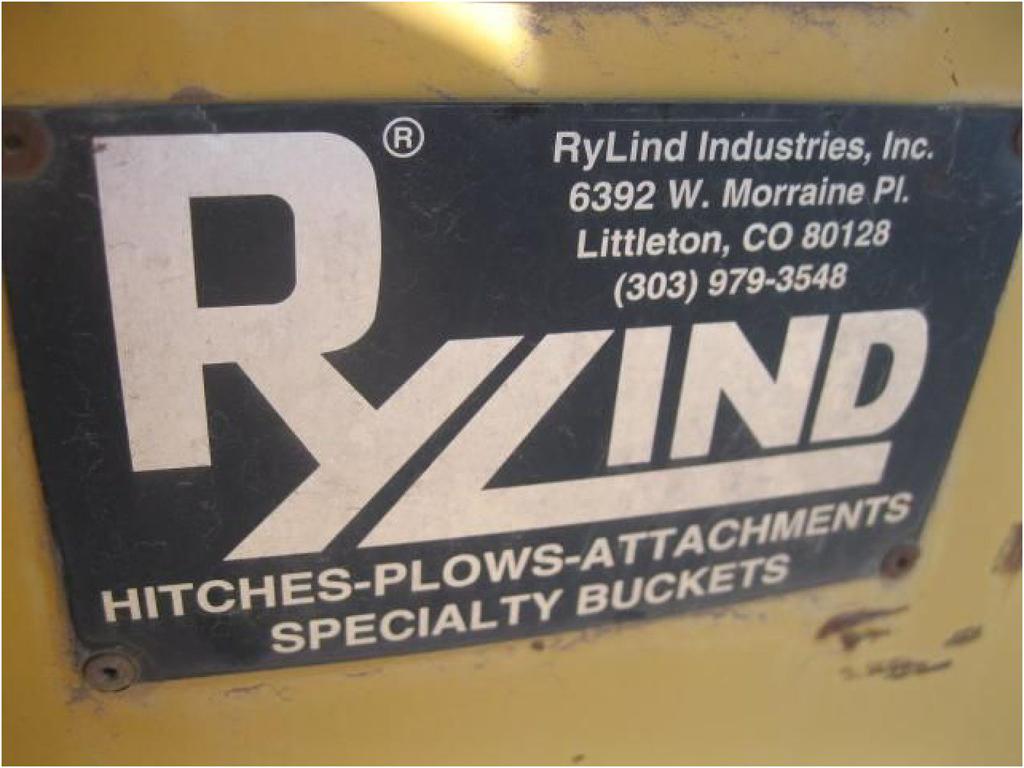 RYLIND®
RyLind Industries, Inc.
6392 W. Morraine Pl.
Littleton, CO 80128
(303) 979-3548
HITCHES-PLOWS-ATTACHMENTS
SPECIALTY BUCKETS